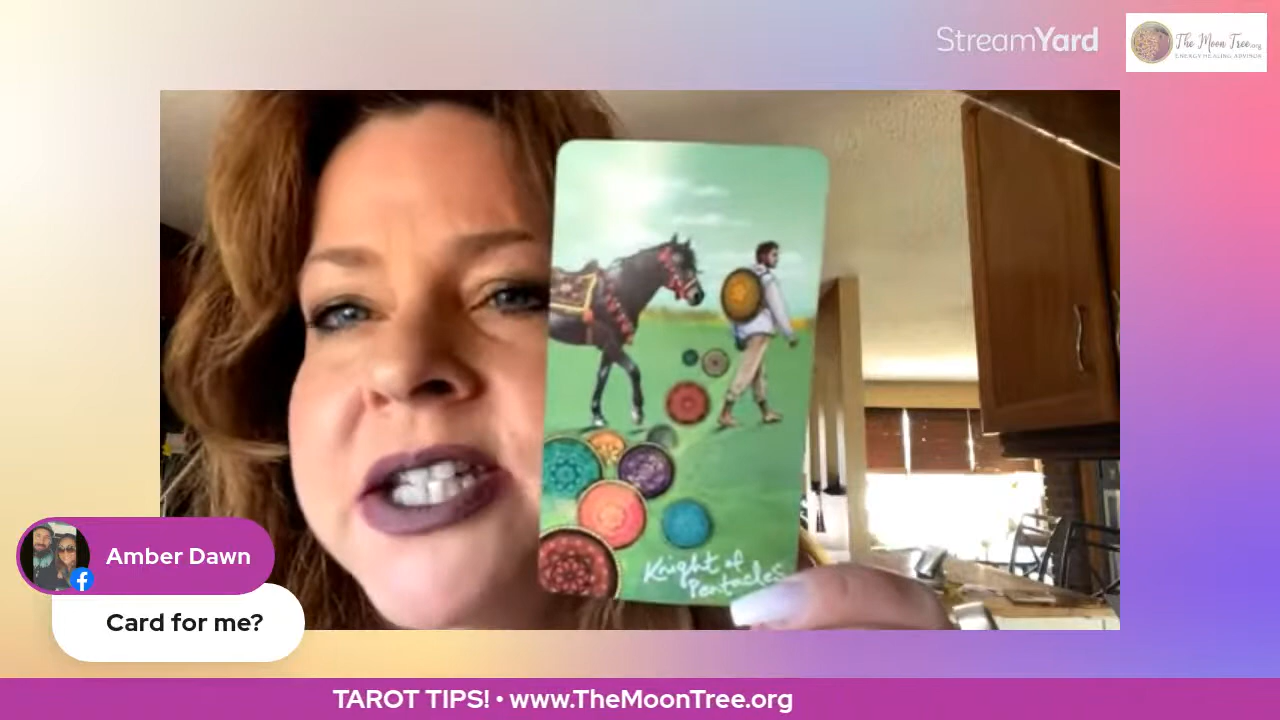 StreamYard
The Moon Tree.org
ENERGY HEALING ADVISOR
Knight of
Pentacles
Amber Dawn
Card for me?
TAROT TIPS! • www.TheMoonTree.org